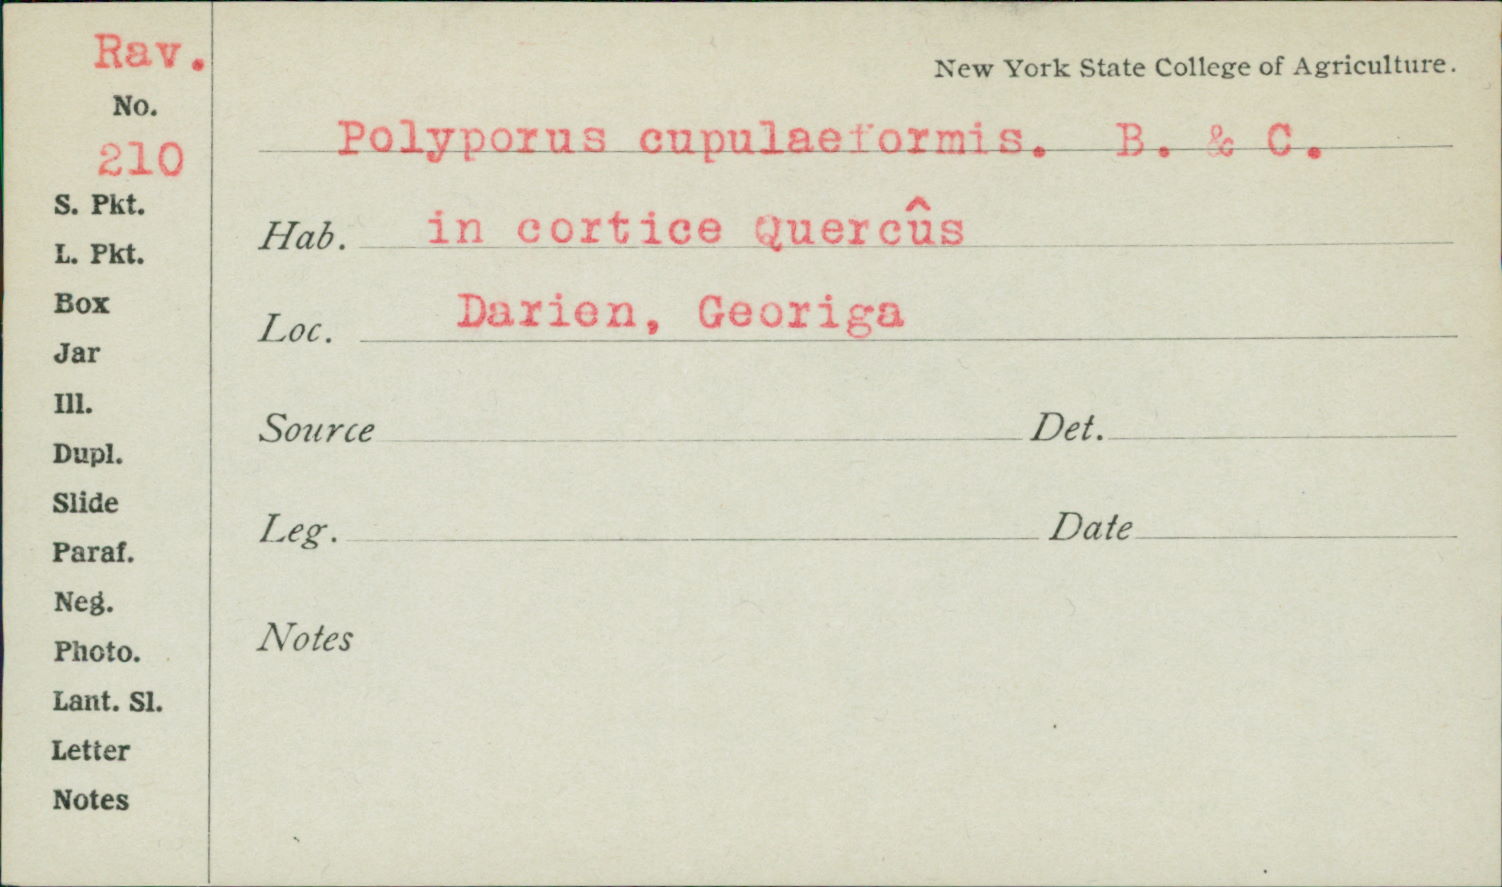 Rav.
No.
210
S. Pkt.
L. Pkt.
Box
Jar
Ill.
Dupl.
Slide
Paraf.
Neg.
Photo.
Lant. Sl.
Letter
Notes
New York State College of Agriculture.
Polyporus cupulaeformis. B. & C.
Hab. in cortice Quercûs
Loc. Darien, Georiga
Source Det.
Leg. Date
Notes